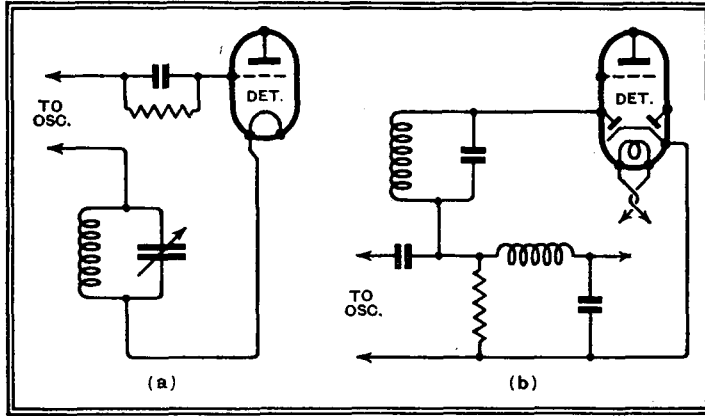 DET.
TO
OSC.
(a)
DET.
TO
OSC.
(b)